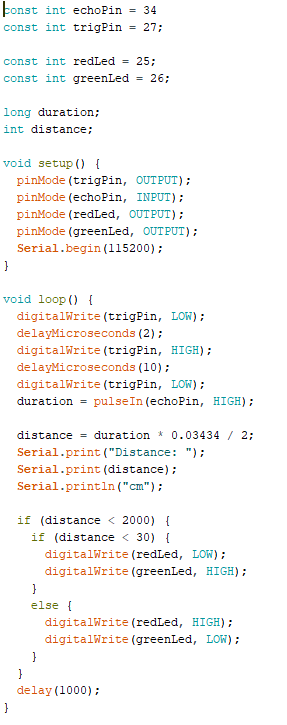 const int echoPin = 34
const int trigPin = 27;
const int redLed = 25;
const int greenLed = 26;
long duration;
int distance;
void setup() {
pinMode(trigPin, OUTPUT);
pinMode(echoPin, INPUT);
pinMode(redLed, OUTPUT);
pinMode(greenLed, OUTPUT);
Serial.begin(115200);
}
void loop() {
digitalWrite(trigPin, LOW);
delayMicroseconds(2);
digitalWrite(trigPin, HIGH);
delayMicroseconds(10);
digitalWrite(trigPin, LOW);
duration = pulseIn(echoPin, HIGH);
distance = duration * 0.03434 / 2;
Serial.print("Distance: ");
Serial.print(distance);
Serial.println("cm");
if (distance < 2000) {
if (distance < 30) {
digitalWrite(redLed, LOW);
digitalWrite(greenLed, HIGH);
}
else {
digitalWrite(redLed, HIGH);
digitalWrite(greenLed, LOW);
}
}
delay(1000);
}